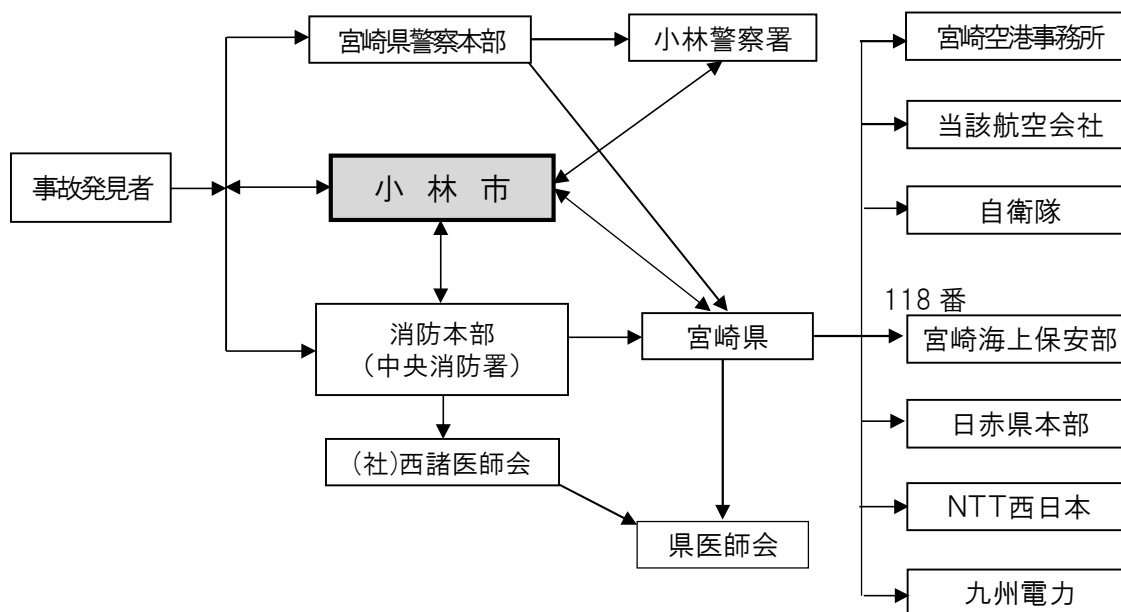 宮崎県警察本部
小林警察署
宮崎空港事務所
当該航空会社
事故発見者
小 林 市
自衛隊
118 番
消防本部
（中央消防署）
宮崎県
宮崎海上保安部
日赤県本部
(社)西諸医師会
NTT西日本
県医師会
九州電力